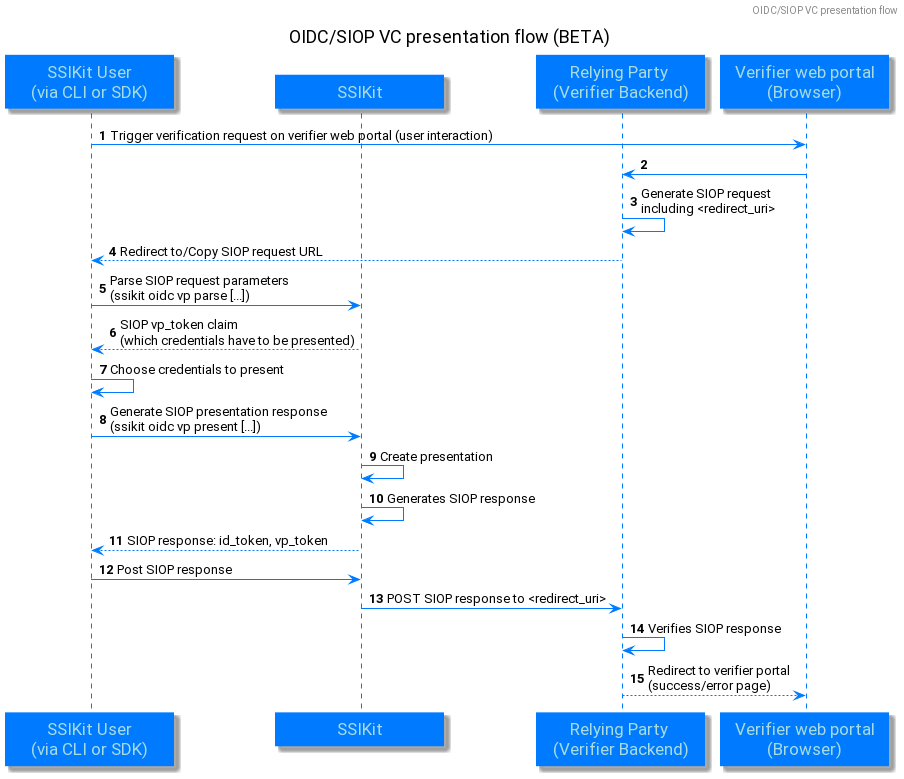 OIDC/SIOP VC presentation flow
OIDC/SIOP VC presentation flow (BETA)
SSIKit User
(via CLI or SDK)
SSIKit
Relying Party
(Verifier Backend)
Verifier web portal
(Browser)
1 Trigger verification request on verifier web portal (user interaction)
2
3 Generate SIOP request
including <redirect_uri>
4 Redirect to/Copy SIOP request URL
5 Parse SIOP request parameters
(ssikit oidc vp parse [...])
6 SIOP vp_token claim
(which credentials have to be presented)
7 Choose credentials to present
8 Generate SIOP presentation response
(ssikit oidc vp present [...])
9 Create presentation
10 Generates SIOP response
11 SIOP response: id_token, vp_token
12 Post SIOP response
13 POST SIOP response to <redirect_uri>
14 Verifies SIOP response
15 Redirect to verifier portal
(success/error page)
SSIKit User
(via CLI or SDK)
SSIKit
Relying Party
(Verifier Backend)
Verifier web portal
(Browser)